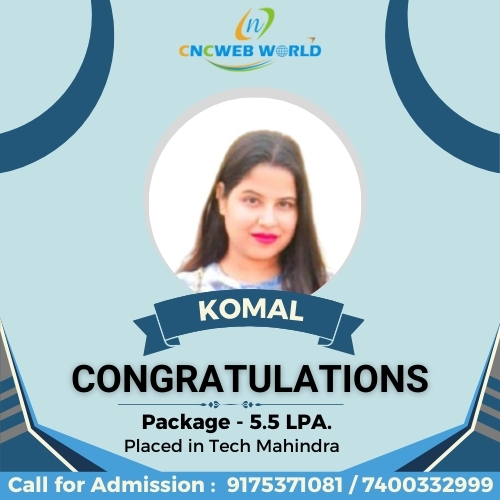 n
CNCWEB WORLD
KOMAL
CONGRATULATIONS
Package - 5.5 LPA.
Placed in Tech Mahindra
Call for Admission : 9175371081 / 7400332999